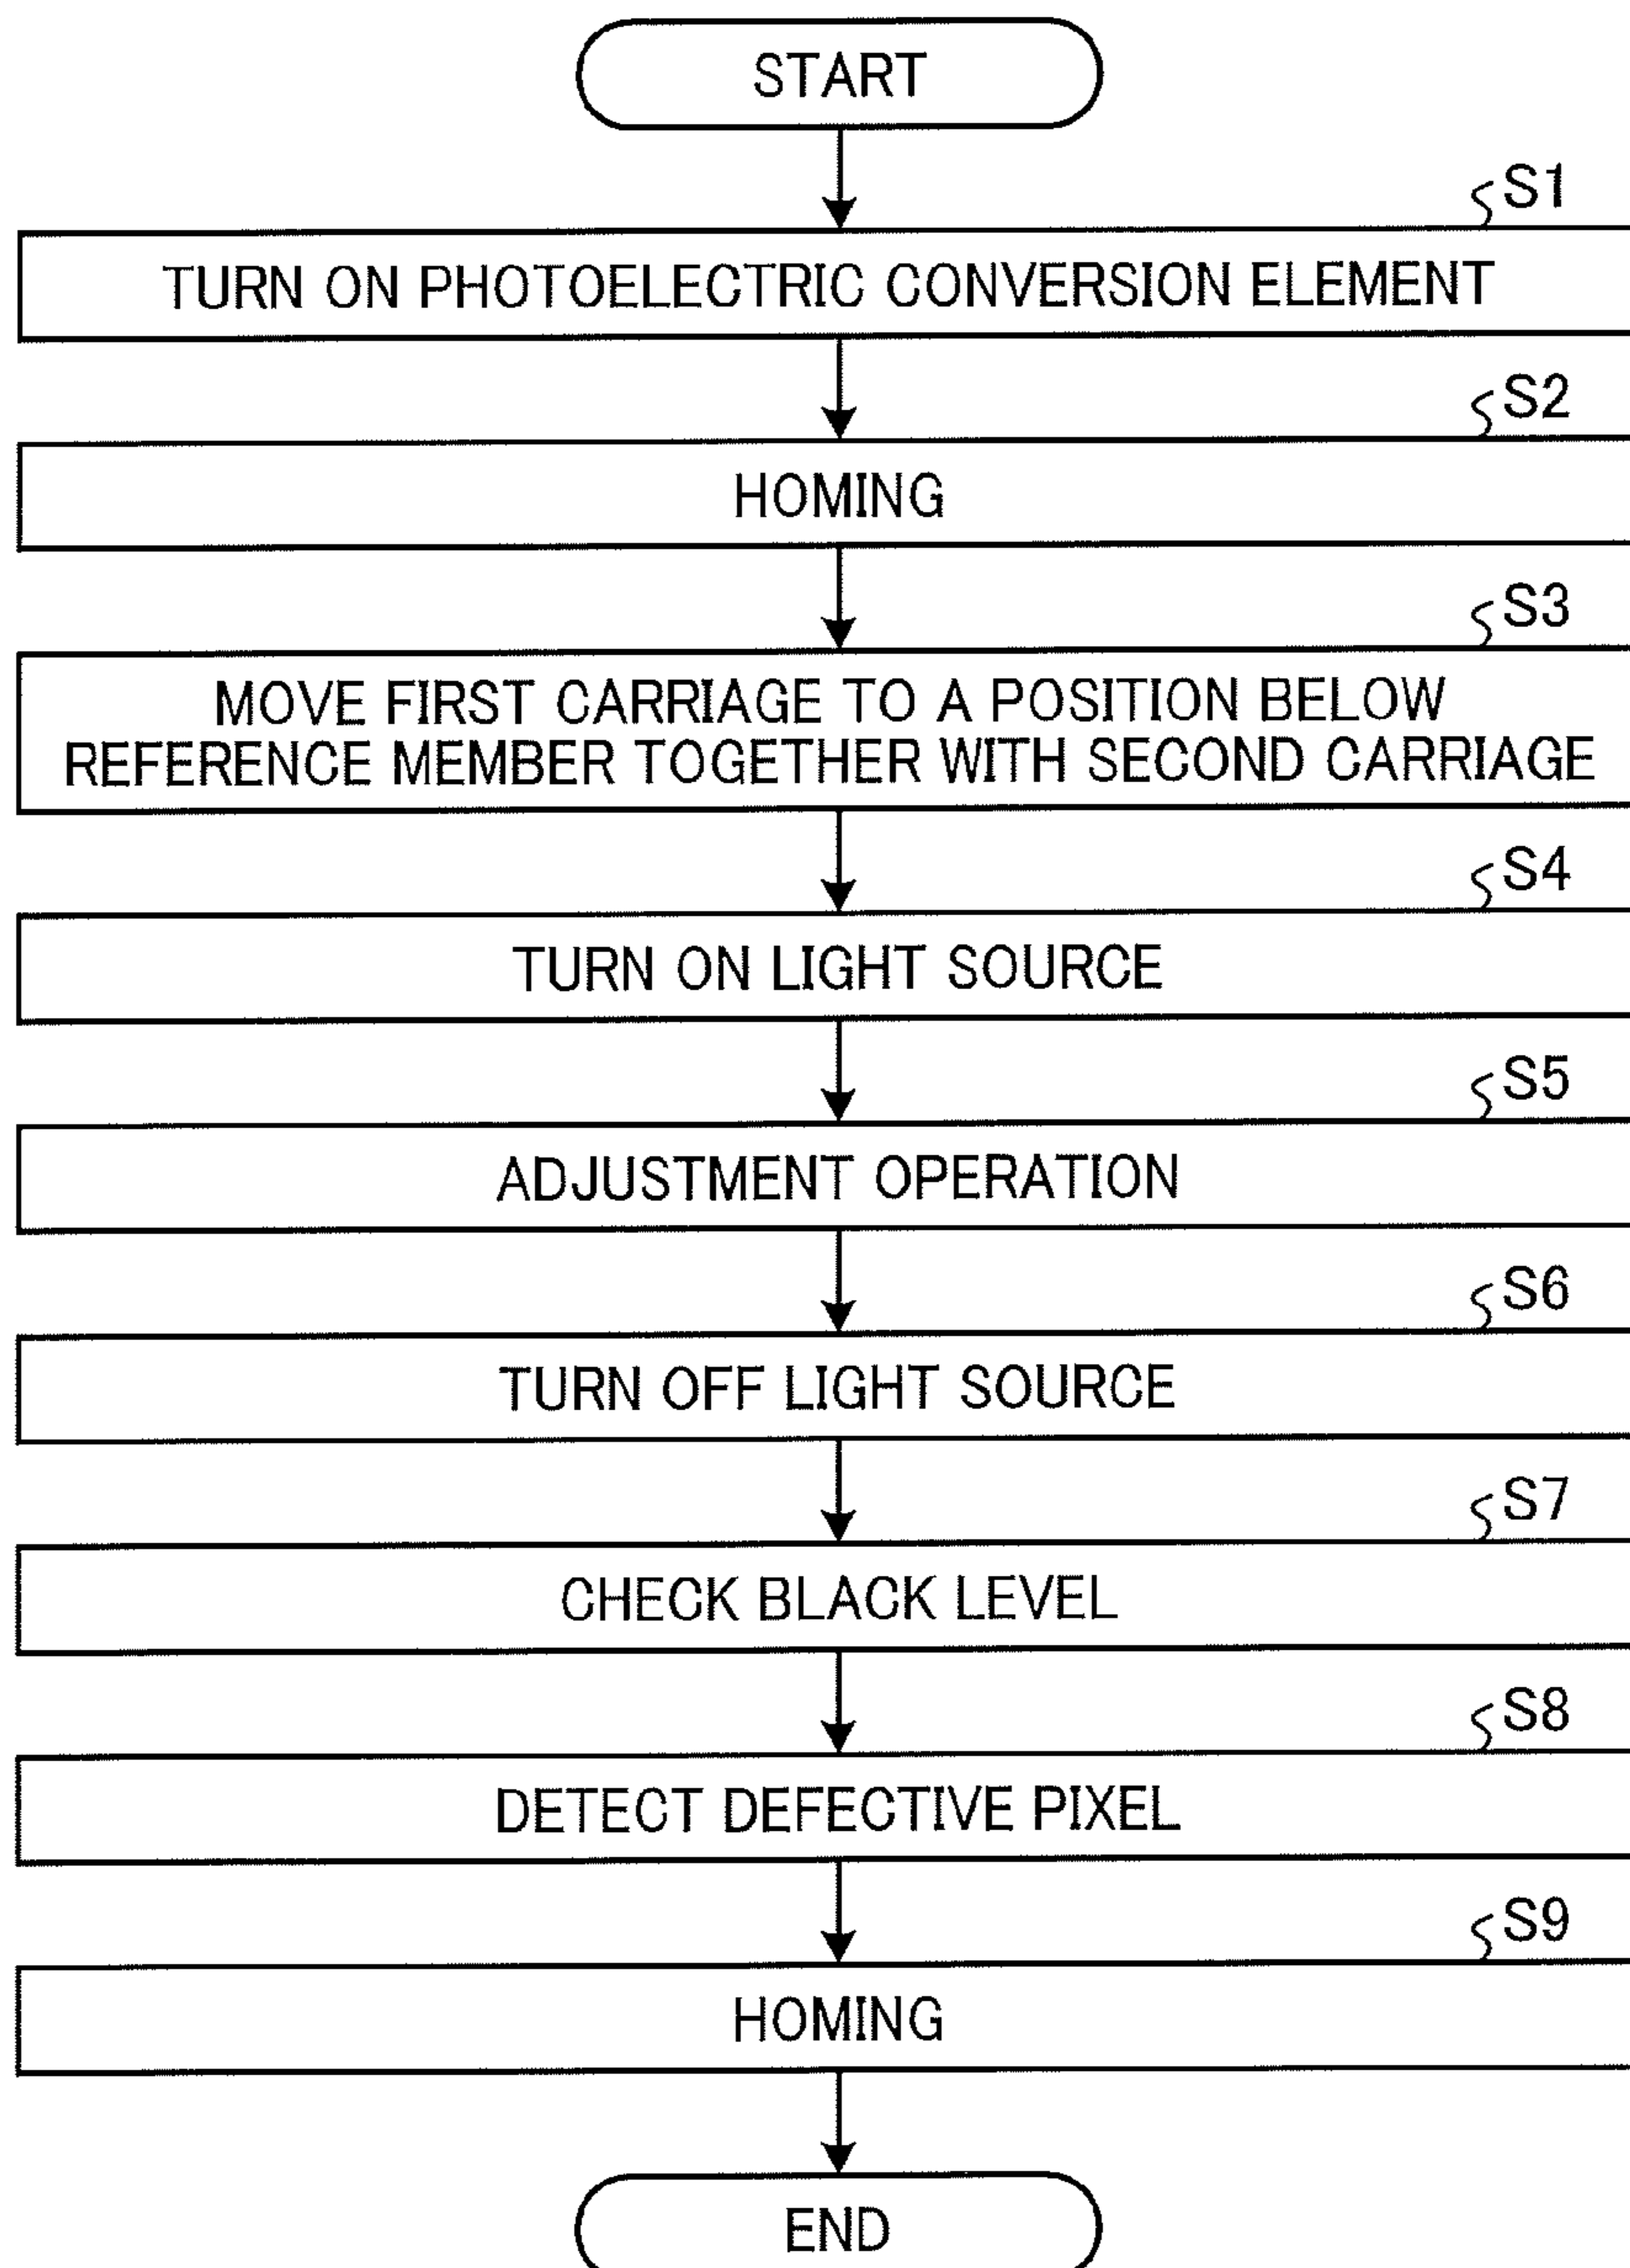 START
S1
TURN ON PHOTOELECTRIC CONVERSION ELEMENT
S2
HOMING
S3
MOVE FIRST CARRIAGE TO A POSITION BELOW
REFERENCE MEMBER TOGETHER WITH SECOND CARRIAGE
S4
TURN ON LIGHT SOURCE
S5
ADJUSTMENT OPERATION
S6
TURN OFF LIGHT SOURCE
S7
CHECK BLACK LEVEL
S8
DETECT DEFECTIVE PIXEL
S9
HOMING
END